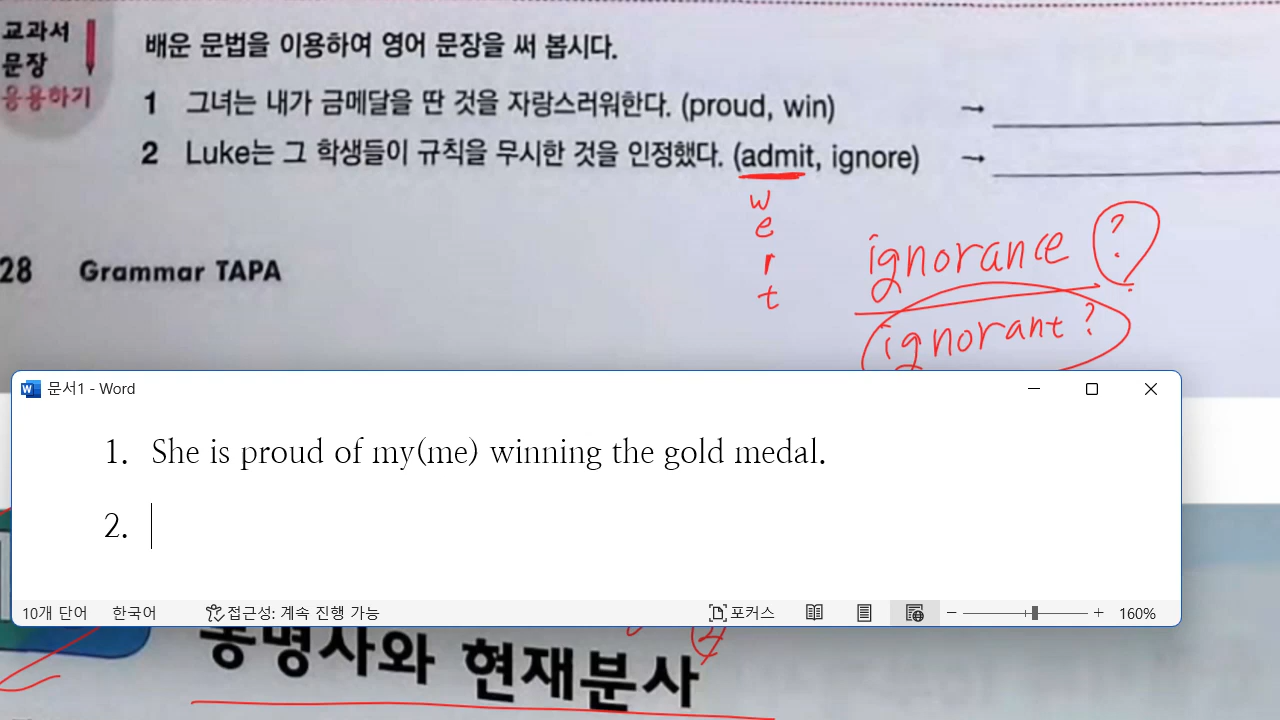 교과서
문장
응용하기
배운 문법을 이용하여 영어 문장을 써 봅시다.
1 그녀는 내가 금메달을 딴 것을 자랑스러워한다. (proud, win) →
2 Luke는 그 학생들이 규칙을 무시한 것을 인정했다. (admit, ignore) →
w
e
r
t
ignorance ?
ignorant ?
28 Grammar TAPA
문서1 - Word
1. She is proud of my(me) winning the gold medal.
2.
10개 단어 한국어 접근성: 계속 진행 가능 포커스 160%
4
동명사와 현재분사